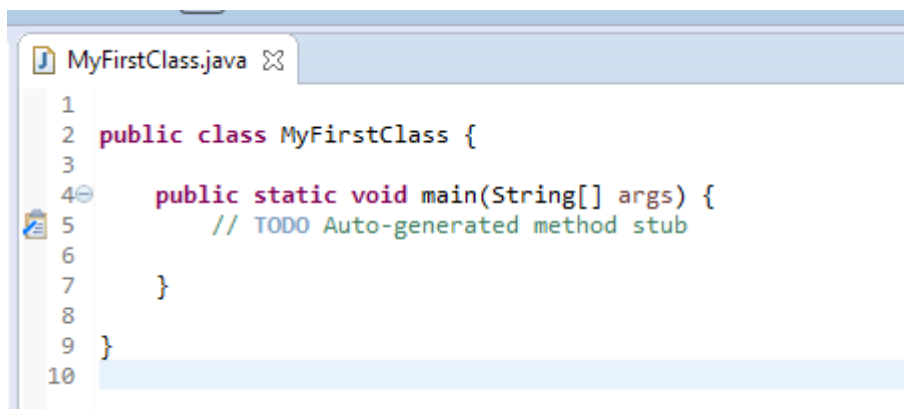 MyFirstClass.java
1
2 public class MyFirstClass {
3
4 public static void main(String[] args) {
5 // TODO Auto-generated method stub
6
7 }
8
9 }
10